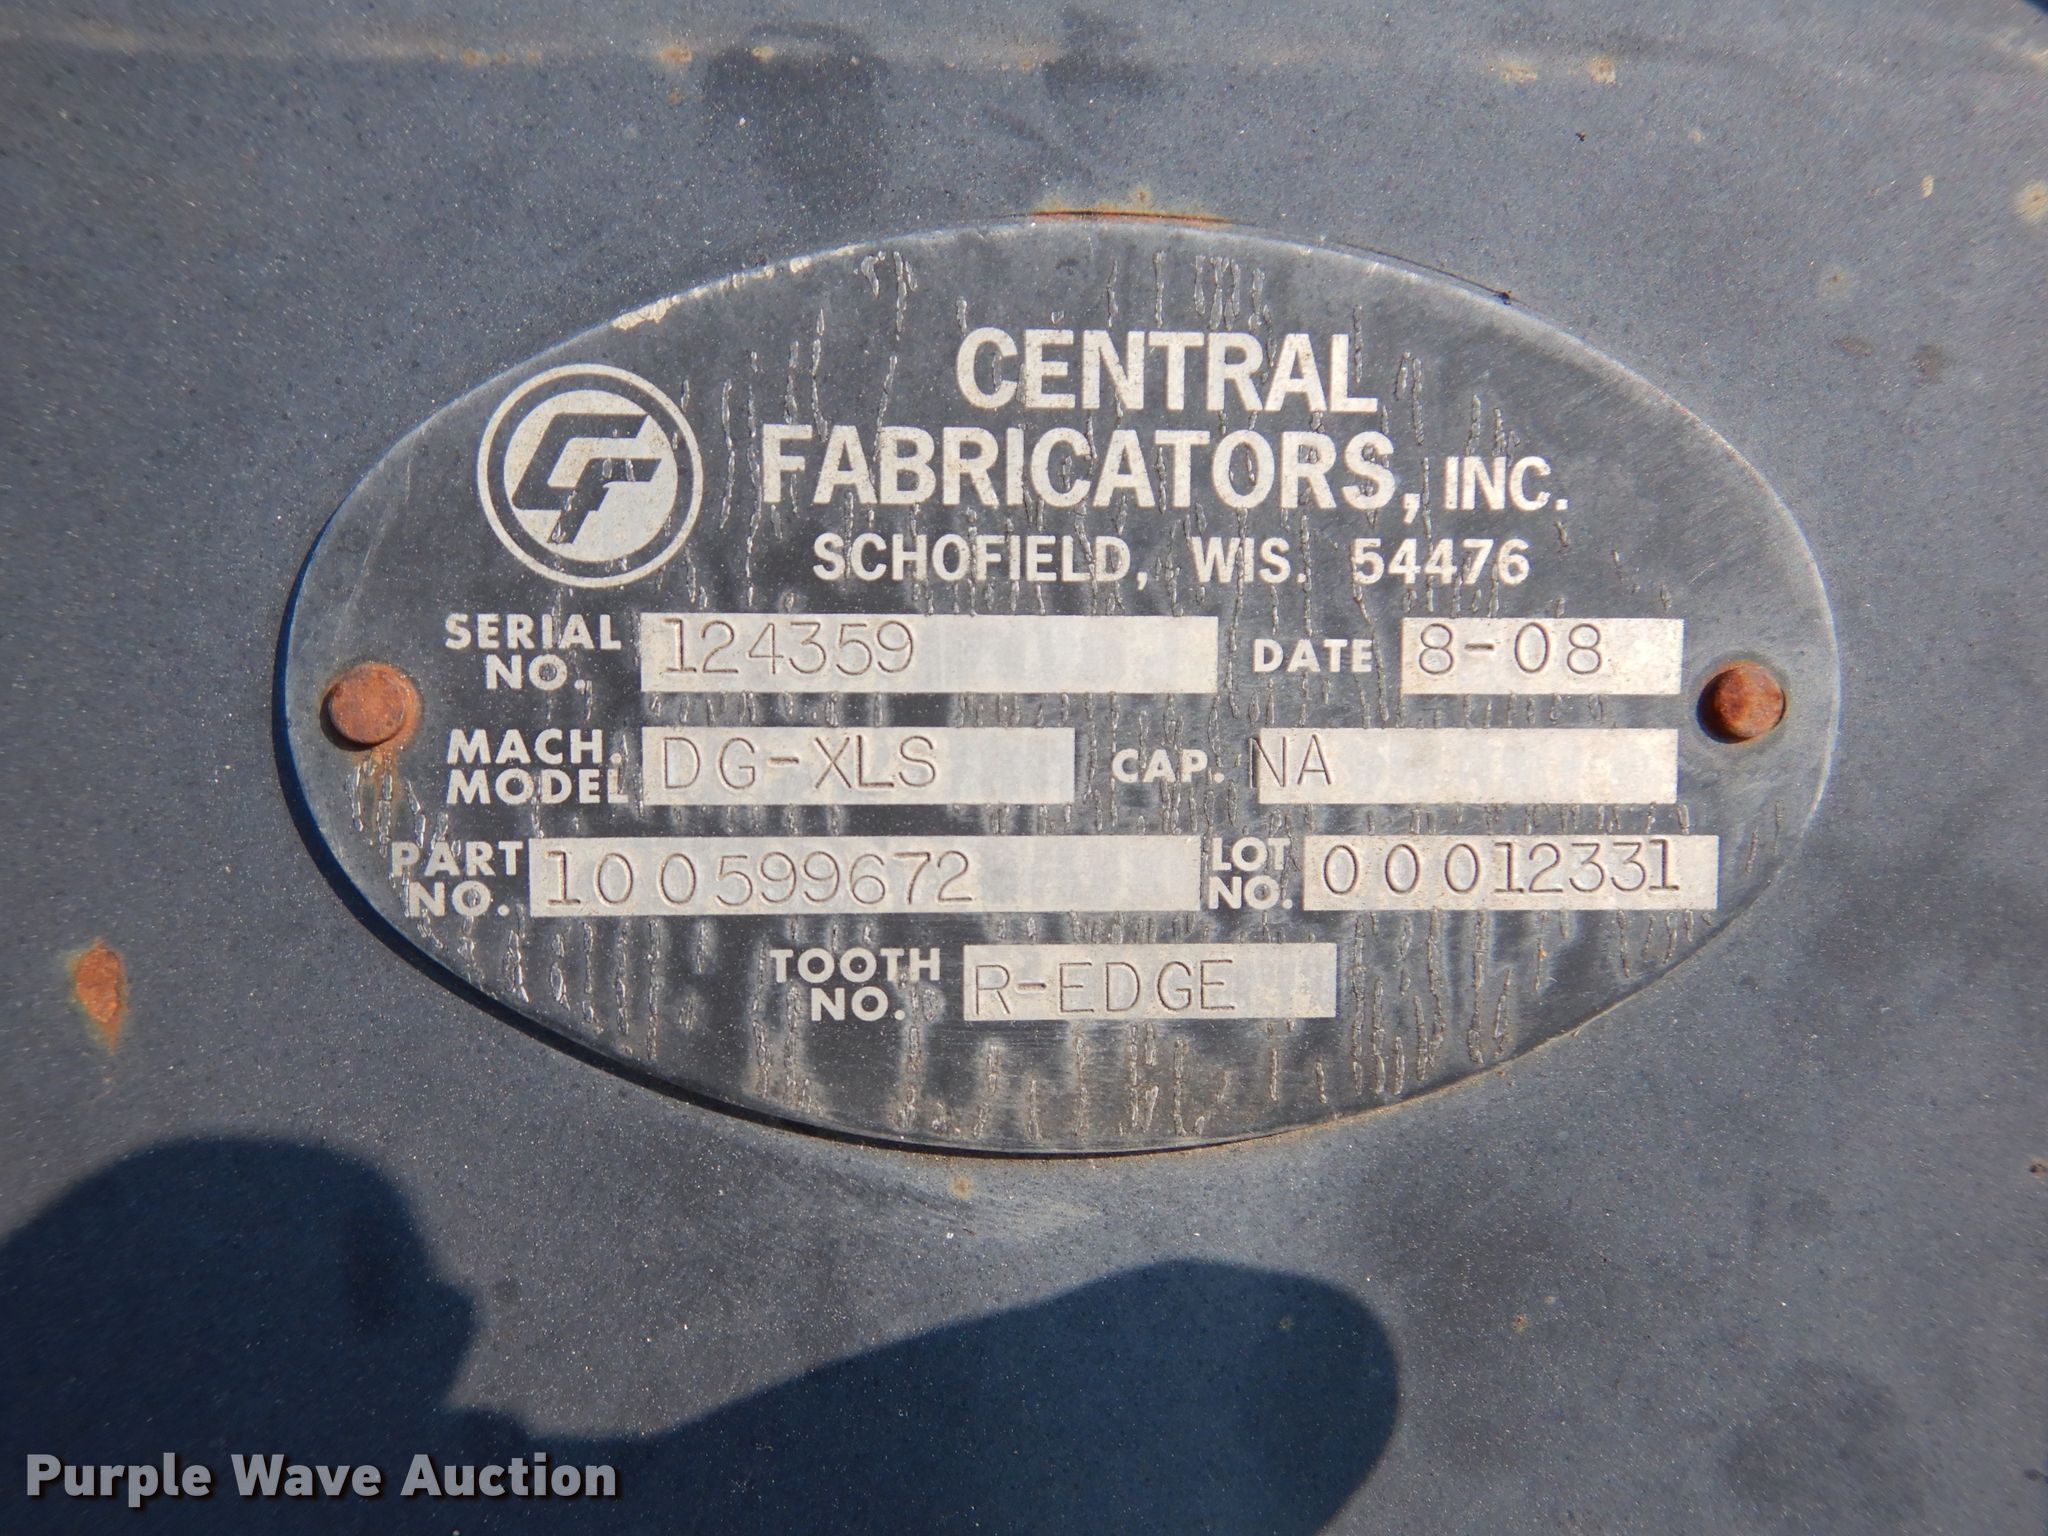 CF
CENTRAL
FABRICATORS, INC.
SCHOFIELD, WIS. 54476
SERIAL NO. 124359 DATE 8-08
MACH. MODEL DG-XLS CAP. NA
PART NO. 100599672 LOT NO. 00012331
TOOTH NO. R-EDGE
Purple Wave Auction